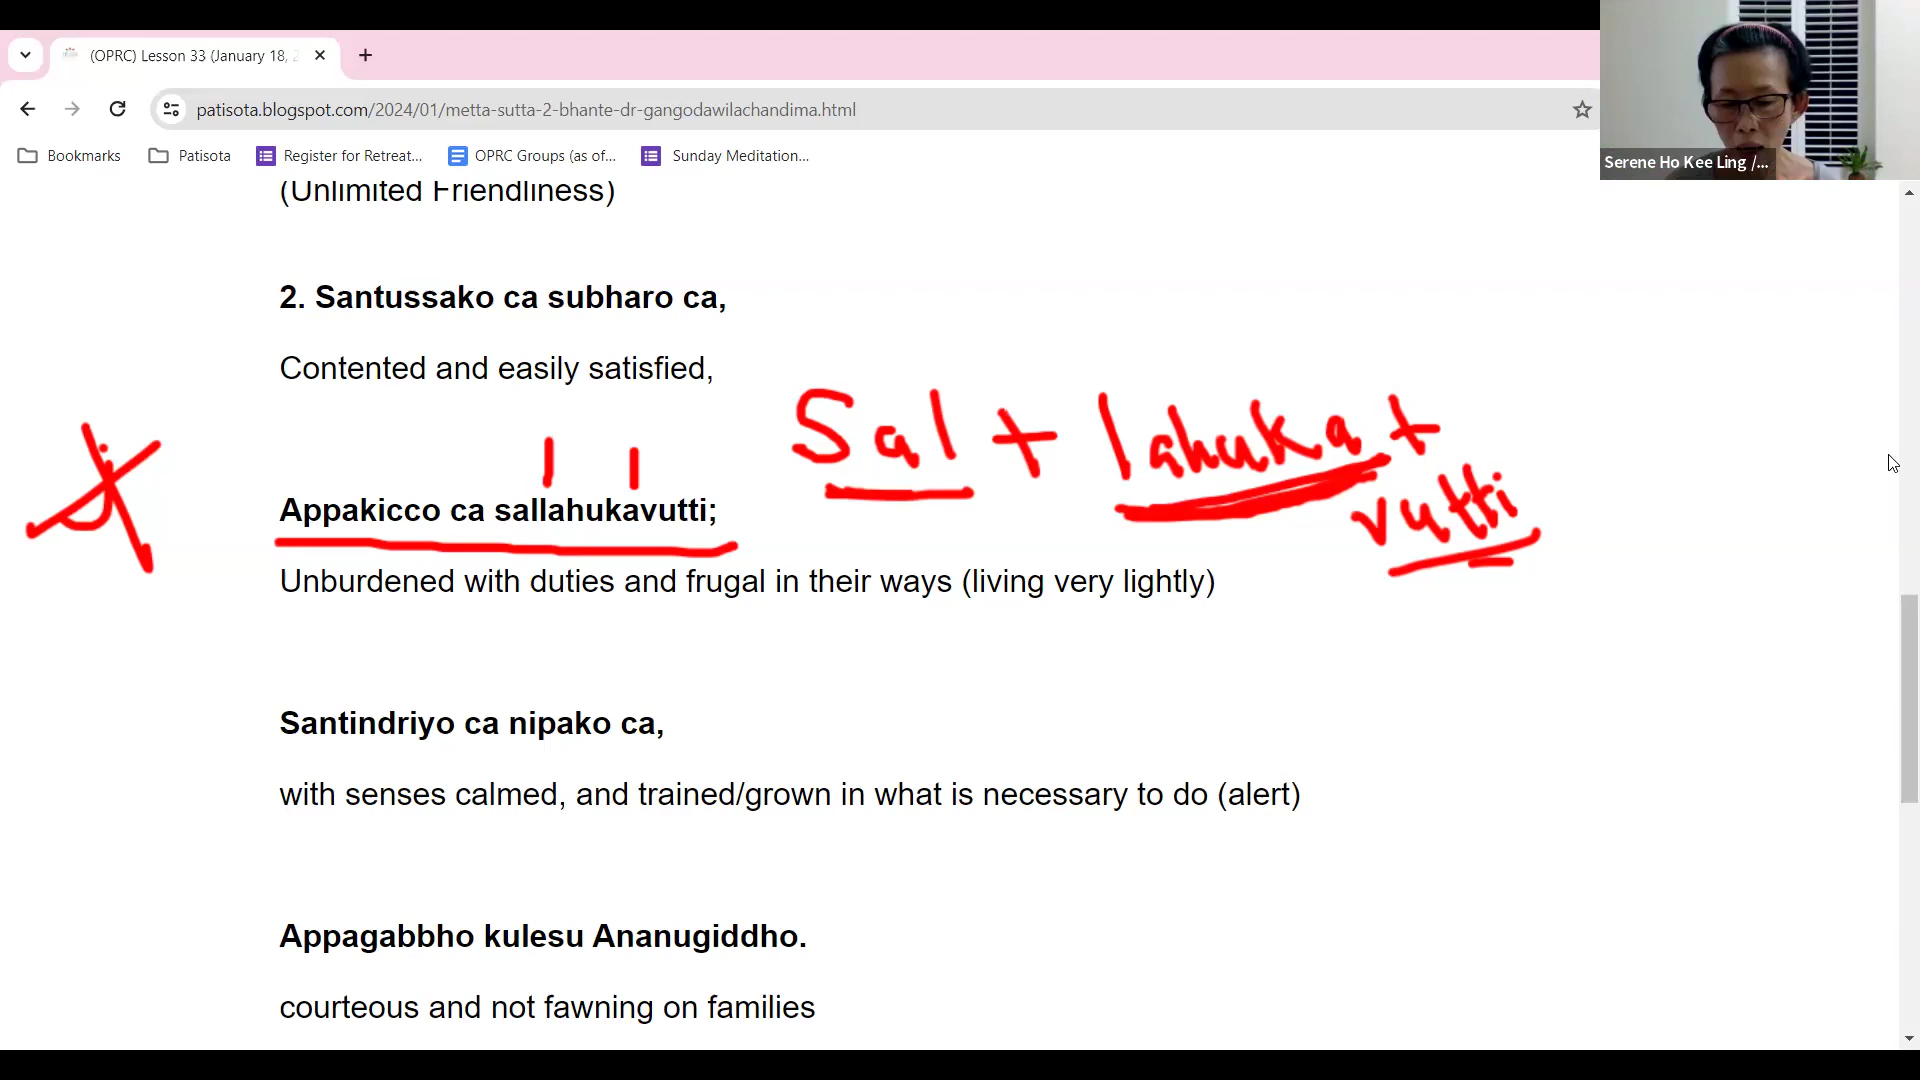 (OPRC) Lesson 33 (January 18, 2
patisota.blogspot.com/2024/01/metta-sutta-2-bhante-dr-gangodawilachandima.html
Bookmarks Patisota Register for Retreat... OPRC Groups (as of... Sunday Meditation...
Serene Ho Kee Ling /...
(Unlimited Friendliness)
2. Santussako ca subharo ca,
Contented and easily satisfied,
Sal + lahuka +
vutti
Appakicco ca sallahukavutti;
Unburdened with duties and frugal in their ways (living very lightly)
Santindriyo ca nipako ca,
with senses calmed, and trained/grown in what is necessary to do (alert)
Appagabbho kulesu Ananugiddho.
courteous and not fawning on families